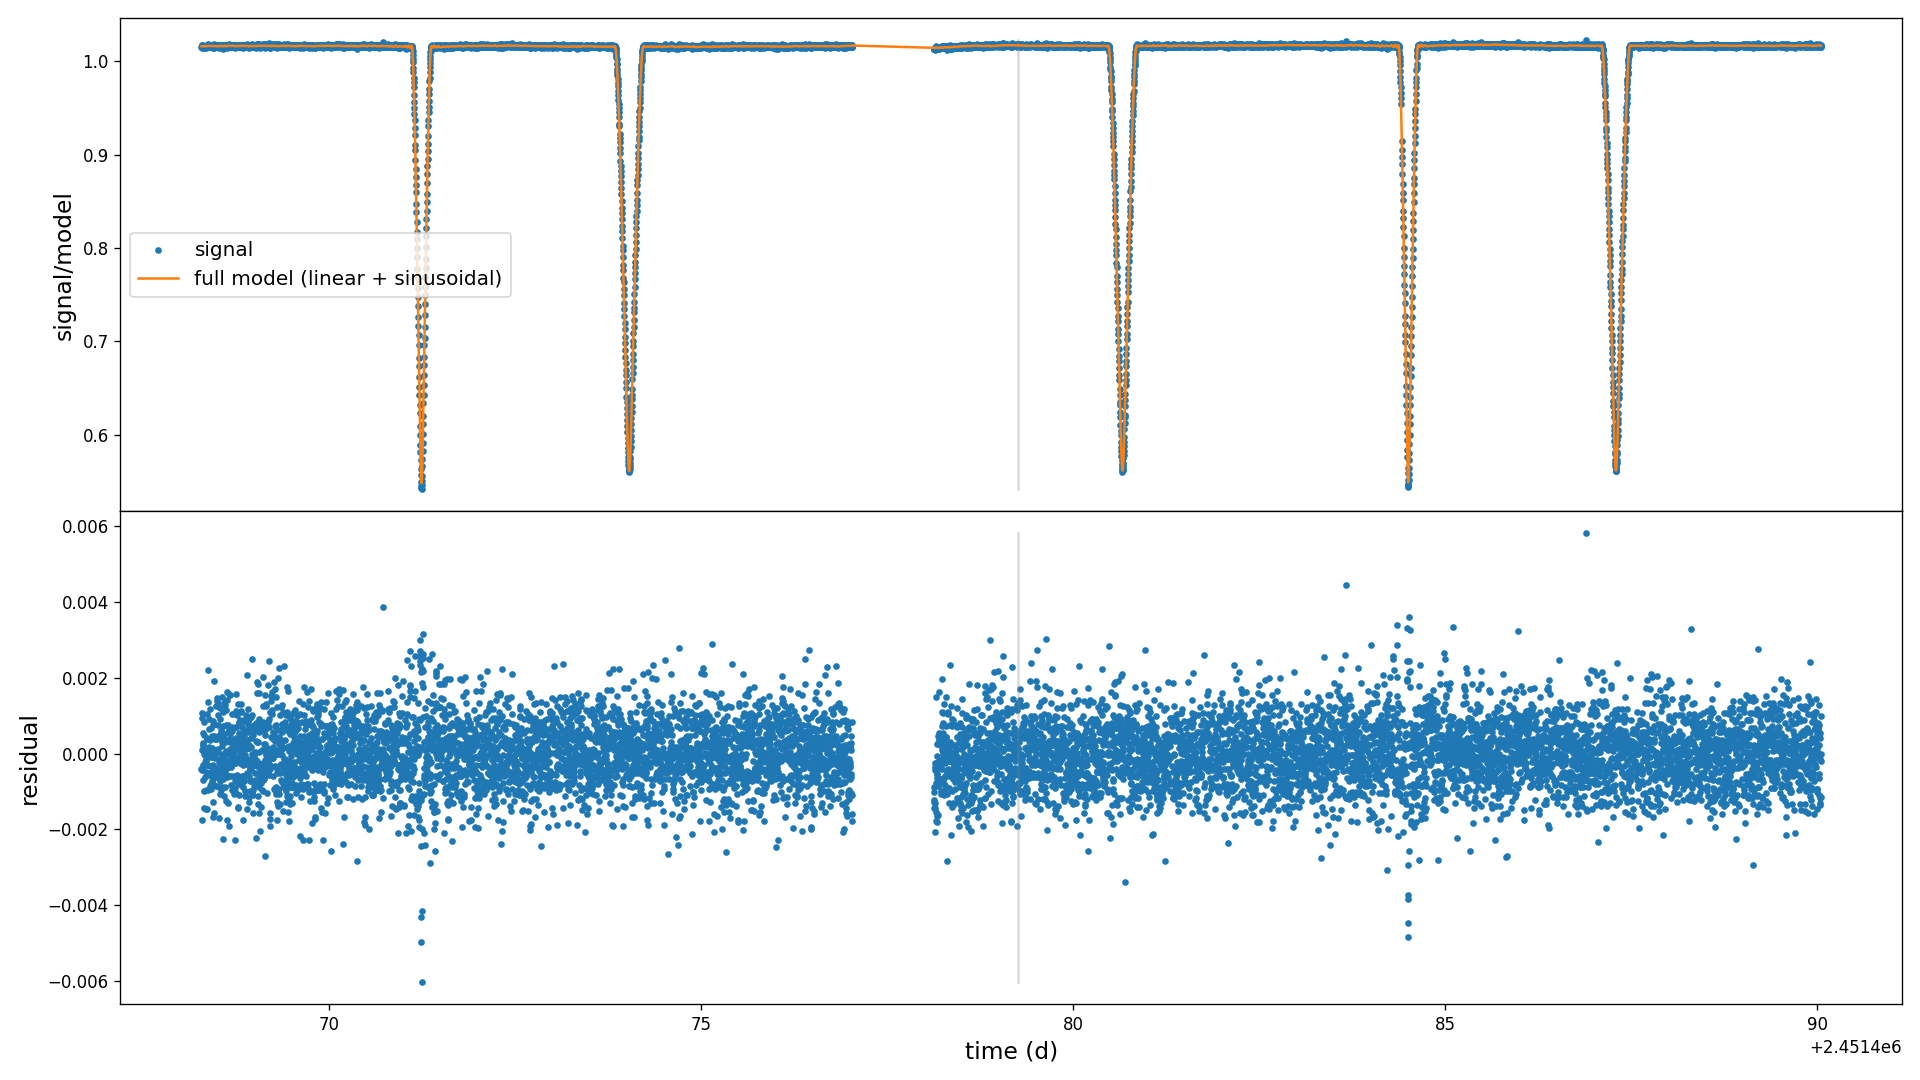 1.0
0.9
0.8
0.7
0.6
signal/model
signal
full model (linear + sinusoidal)
0.006
0.004
0.002
0.000
−0.002
−0.004
−0.006
residual
70
75
80
85
90
time (d)
+2.4514e6